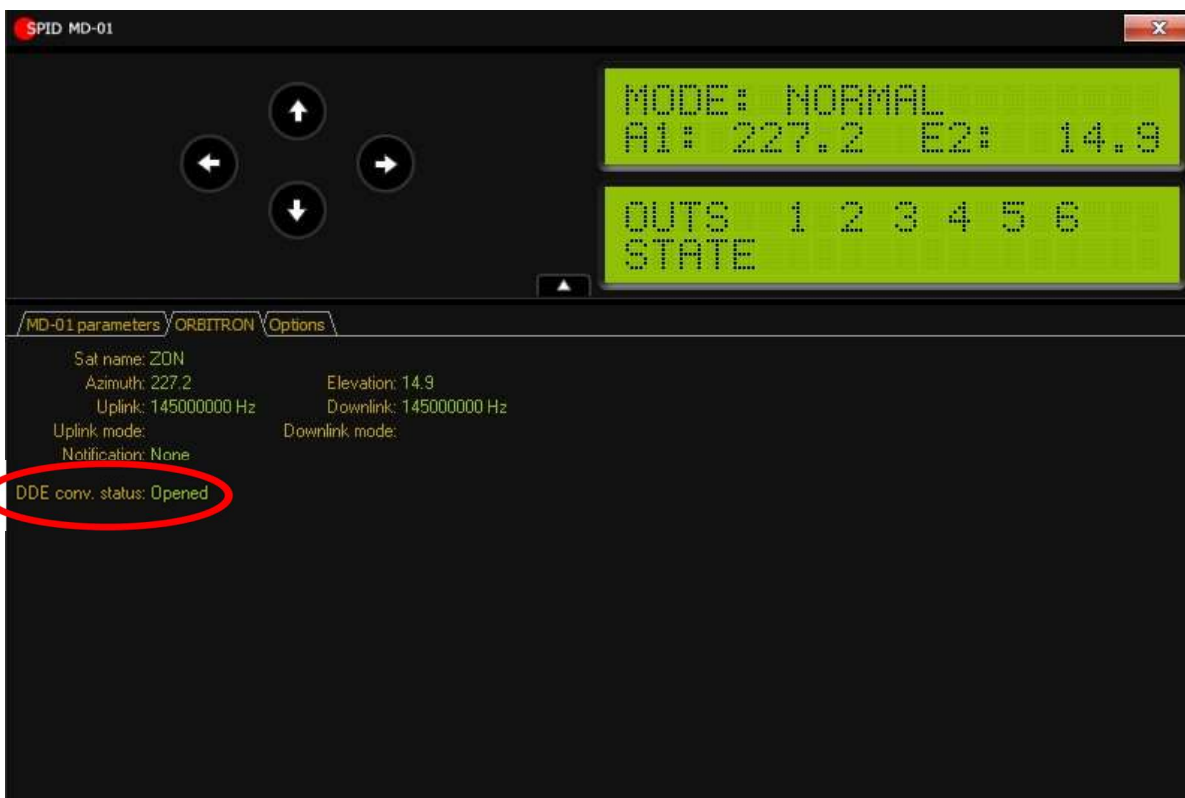 SPID MD-01
MODE: NORMAL
A1: 227.2 E2: 14.9
OUTS 1 2 3 4 5 6
STATE
MD-01 parameters ORBITRON Options
Sat name: ZON
Azimuth: 227.2 Elevation: 14.9
Uplink: 145000000 Hz Downlink: 145000000 Hz
Uplink mode: Downlink mode:
Notification: None
DDE conv. status: Opened